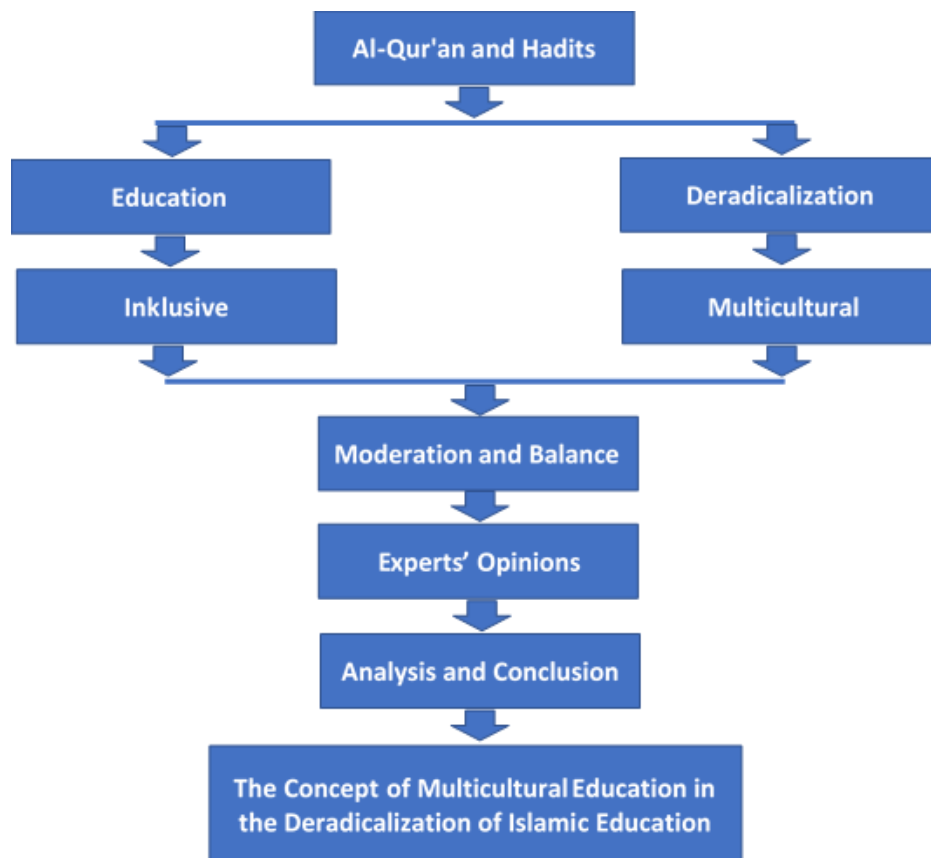 Al-Qur'an and Hadits
Education
Deradicalization
Inklusive
Multicultural
Moderation and Balance
Experts’ Opinions
Analysis and Conclusion
The Concept of Multicultural Education in
the Deradicalization of Islamic Education